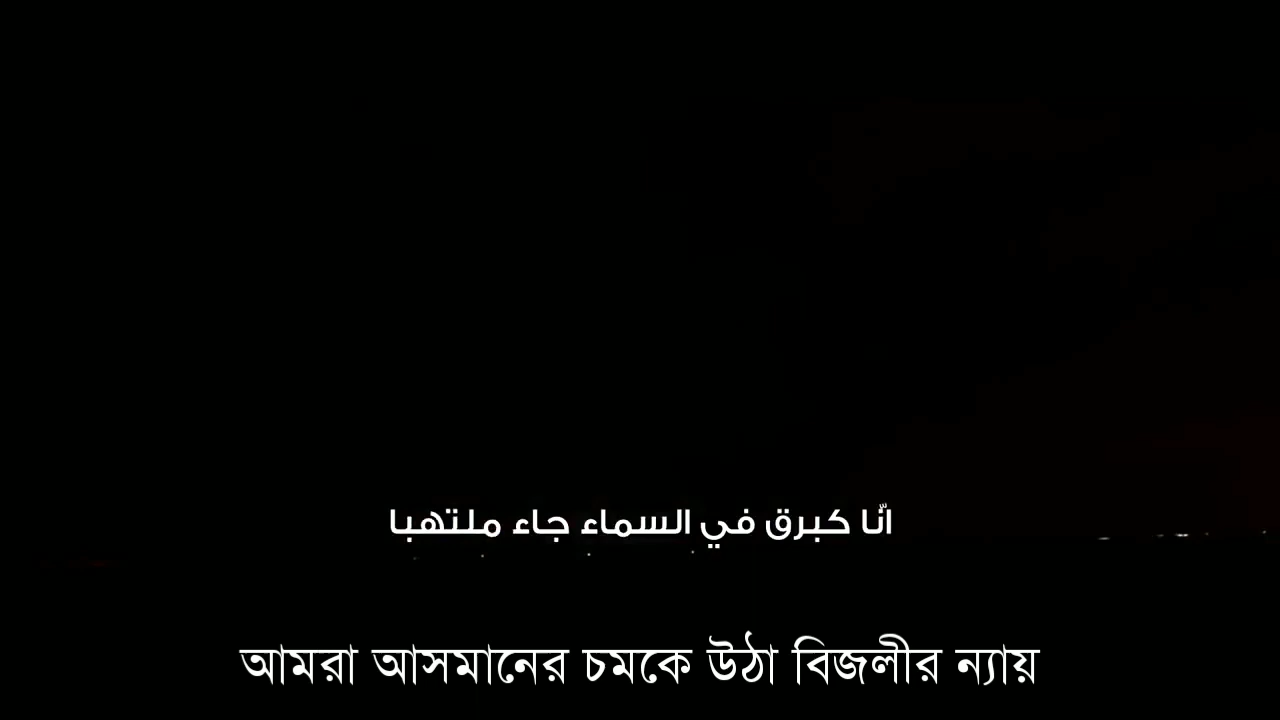 انّا كبرق في السماء جاء ملتهبا
আমরা আসমানের চমকে উঠা বিজলীর ন্যায়